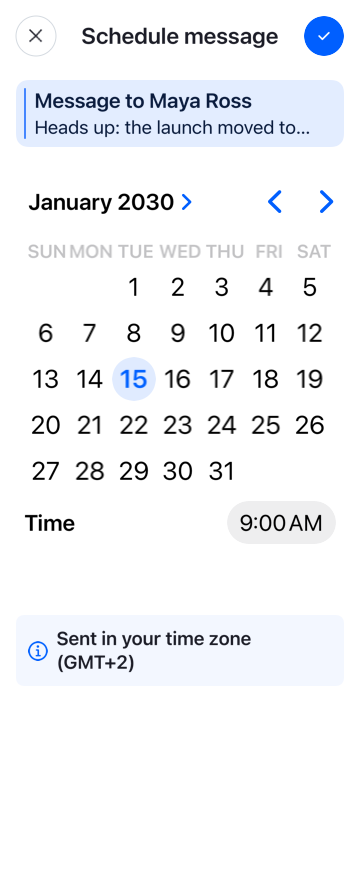 Schedule message
Message to Maya Ross
Heads up: the launch moved to...
January 2030
SUN MON TUE WED THU FRI SAT
1 2 3 4 5
6 7 8 9 10 11 12
13 14 15 16 17 18 19
20 21 22 23 24 25 26
27 28 29 30 31
Time 9:00 AM
Sent in your time zone
(GMT+2)